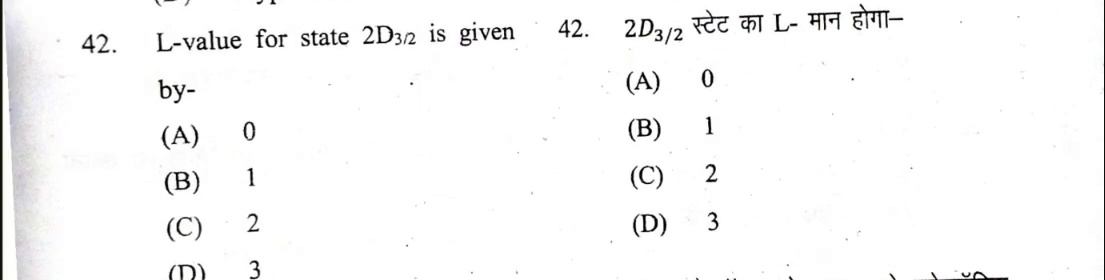 42. L-value for state 2D3/2 is given
by-
(A) 0
(B) 1
(C) 2
(D) 3
42. 2D3/2 स्टेट का L- मान होगा–
(A) 0
(B) 1
(C) 2
(D) 3